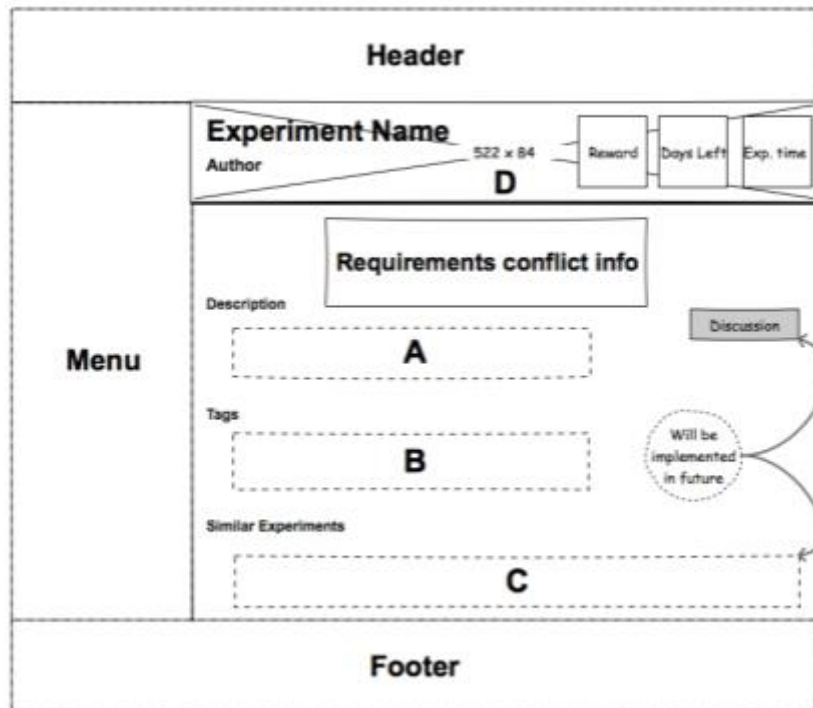 Header
Experiment Name
Author
522 x 84
D
Reward
Days Left
Exp. time
Requirements conflict info
Description
Discussion
A
Menu
Tags
B
Will be
implemented
in future
Similar Experiments
C
Footer